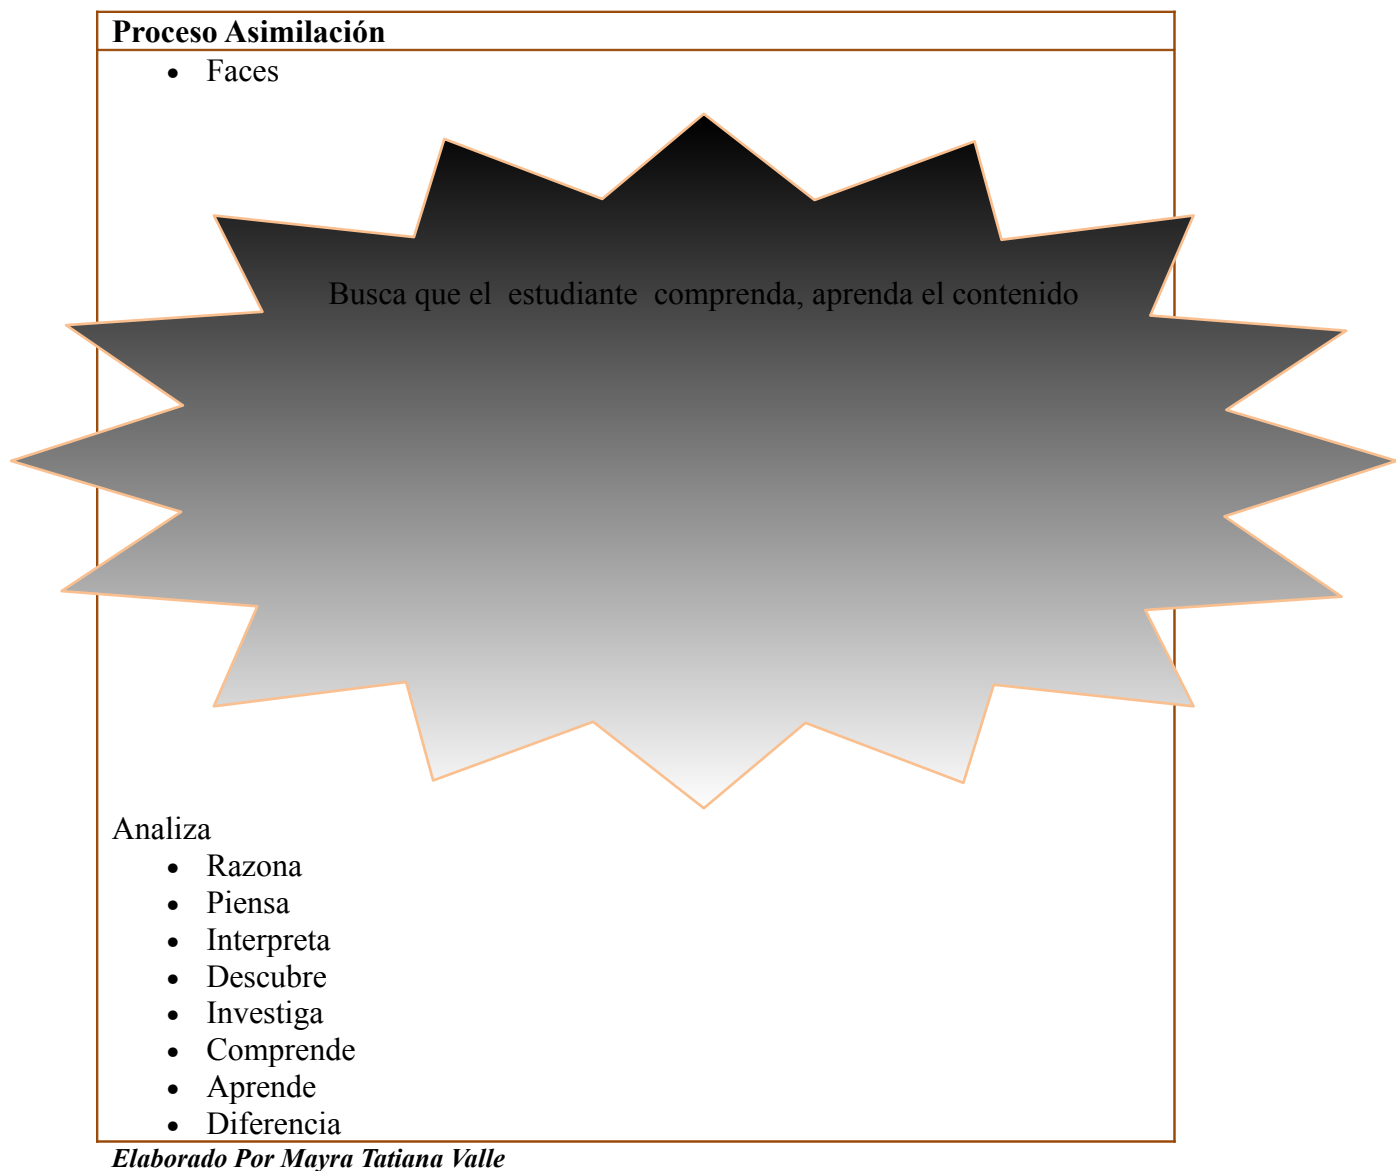 Proceso Asimilación
• Faces
Busca que el estudiante comprenda, aprenda el contenido
Analiza
• Razona
• Piensa
• Interpreta
• Descubre
• Investiga
• Comprende
• Aprende
• Diferencia
Elaborado Por Mayra Tatiana Valle